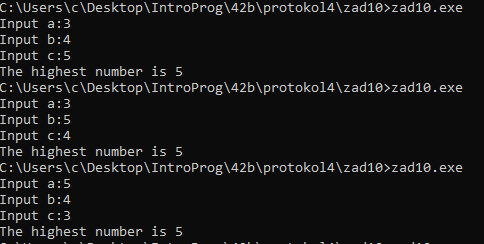 C:\Users\c\Desktop\IntroProg\42b\protokol4\zad10>zad10.exe
Input a:3
Input b:4
Input c:5
The highest number is 5
C:\Users\c\Desktop\IntroProg\42b\protokol4\zad10>zad10.exe
Input a:3
Input b:5
Input c:4
The highest number is 5
C:\Users\c\Desktop\IntroProg\42b\protokol4\zad10>zad10.exe
Input a:5
Input b:4
Input c:3
The highest number is 5